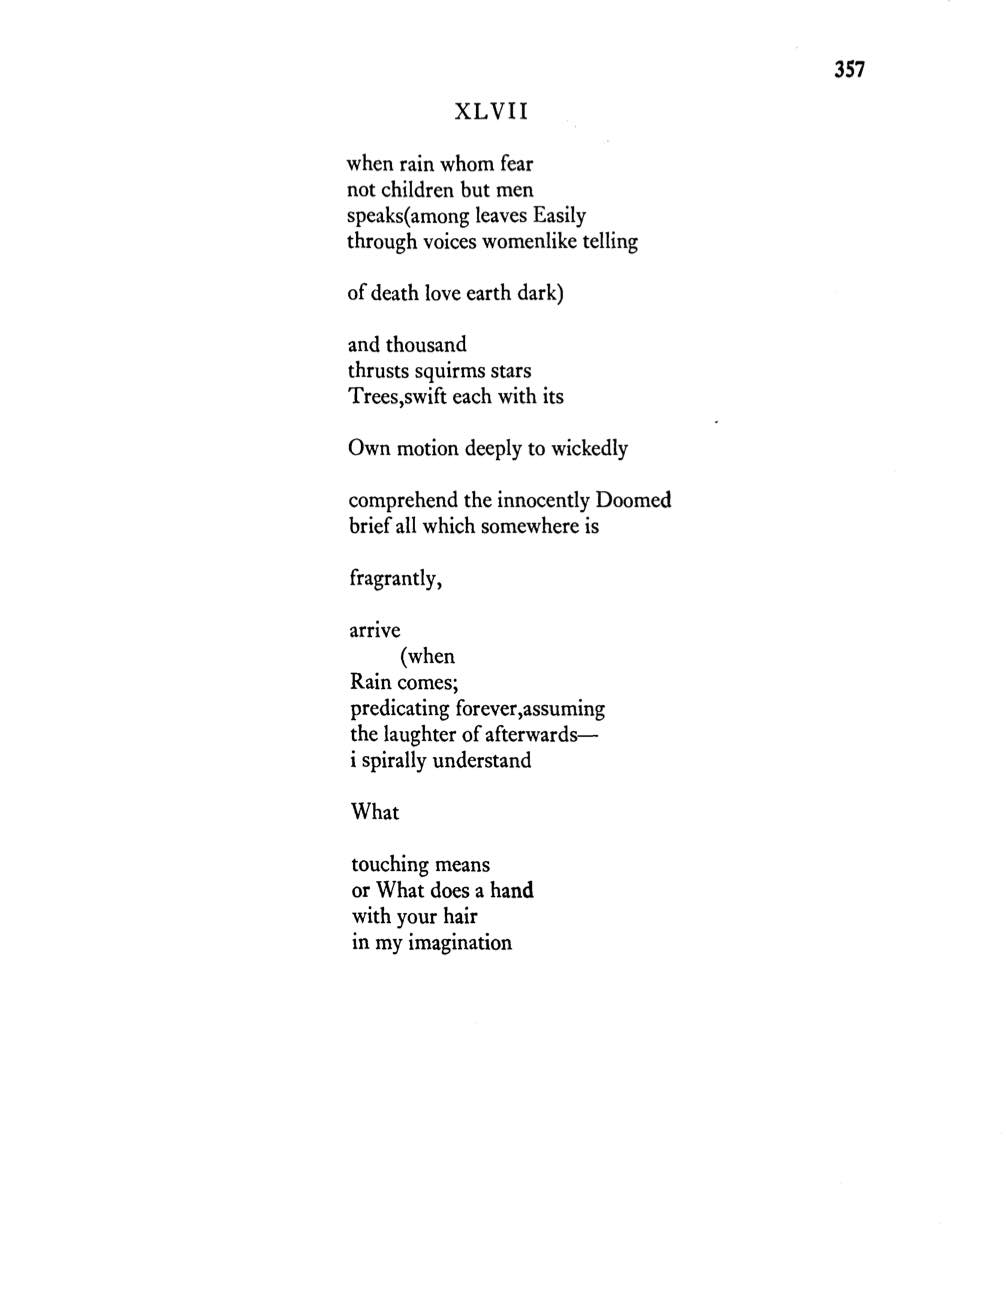 357
XLVII
when rain whom fear
not children but men
speaks(among leaves Easily
through voices womenlike telling
of death love earth dark)
and thousand
thrusts squirms stars
Trees,swift each with its
Own motion deeply to wickedly
comprehend the innocently Doomed
brief all which somewhere is
fragrantly,
arrive
(when
Rain comes;
predicating forever,assuming
the laughter of afterwards—
i spirally understand
What
touching means
or What does a hand
with your hair
in my imagination